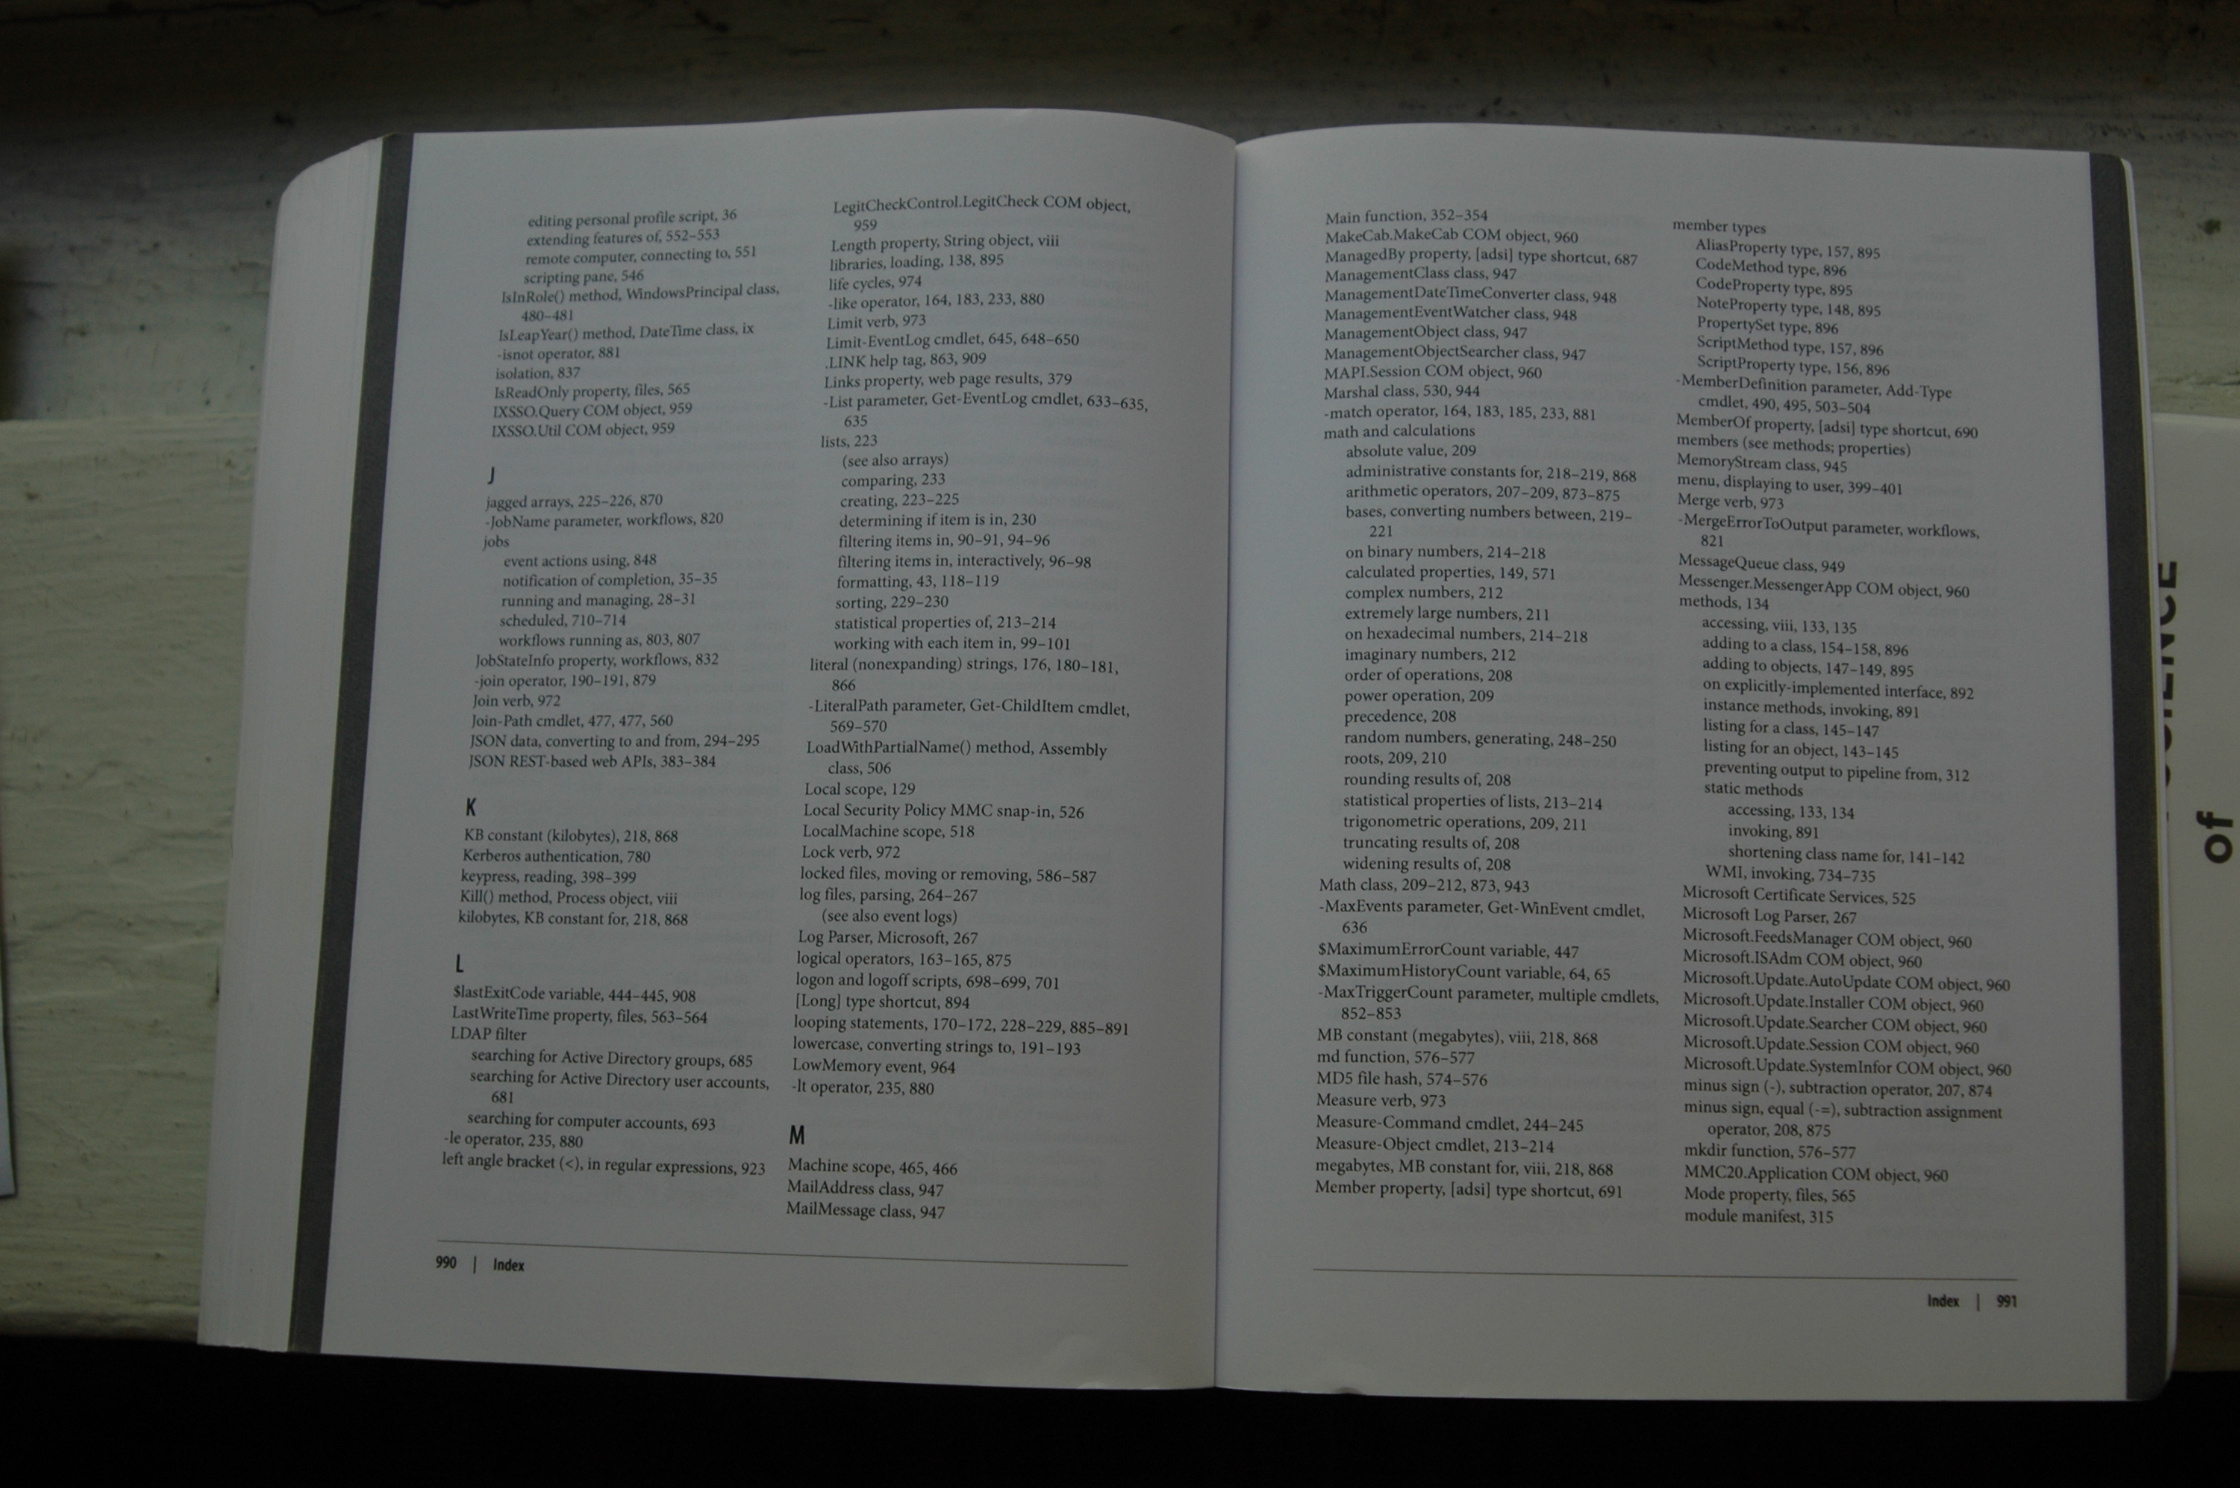 editing personal profile script, 36
extending features of, 552–553
remote computer, connecting to, 551
scripting pane, 546
IsInRole() method, WindowsPrincipal class,
480–481
IsLeapYear() method, DateTime class, ix
-isnot operator, 881
isolation, 837
IsReadOnly property, files, 565
IXSSO.Query COM object, 959
IXSSO.Util COM object, 959
J
jagged arrays, 225–226, 870
-JobName parameter, workflows, 820
jobs
event actions using, 848
notification of completion, 35–35
running and managing, 28–31
scheduled, 710–714
workflows running as, 803, 807
JobStateInfo property, workflows, 832
-join operator, 190–191, 879
Join verb, 972
Join-Path cmdlet, 477, 477, 560
JSON data, converting to and from, 294–295
JSON REST-based web APIs, 383–384
K
KB constant (kilobytes), 218, 868
Kerberos authentication, 780
keypress, reading, 398–399
Kill() method, Process object, viii
kilobytes, KB constant for, 218, 868
L
$lastExitCode variable, 444–445, 908
LastWriteTime property, files, 563–564
LDAP filter
searching for Active Directory groups, 685
searching for Active Directory user accounts,
681
searching for computer accounts, 693
-le operator, 235, 880
left angle bracket (<), in regular expressions, 923
LegitCheckControl.LegitCheck COM object,
959
Length property, String object, viii
libraries, loading, 138, 895
life cycles, 974
-like operator, 164, 183, 233, 880
Limit verb, 973
Limit-EventLog cmdlet, 645, 648–650
.LINK help tag, 863, 909
Links property, web page results, 379
-List parameter, Get-EventLog cmdlet, 633–635,
635
lists, 223
(see also arrays)
comparing, 233
creating, 223–225
determining if item is in, 230
filtering items in, 90–91, 94–96
filtering items in, interactively, 96–98
formatting, 43, 118–119
sorting, 229–230
statistical properties of, 213–214
working with each item in, 99–101
literal (nonexpanding) strings, 176, 180–181,
866
-LiteralPath parameter, Get-ChildItem cmdlet,
569–570
LoadWithPartialName() method, Assembly
class, 506
Local scope, 129
Local Security Policy MMC snap-in, 526
LocalMachine scope, 518
Lock verb, 972
locked files, moving or removing, 586–587
log files, parsing, 264–267
(see also event logs)
Log Parser, Microsoft, 267
logical operators, 163–165, 875
logon and logoff scripts, 698–699, 701
[Long] type shortcut, 894
looping statements, 170–172, 228–229, 885–891
lowercase, converting strings to, 191–193
LowMemory event, 964
-lt operator, 235, 880
M
Machine scope, 465, 466
MailAddress class, 947
MailMessage class, 947
990 | Index
Main function, 352–354
MakeCab.MakeCab COM object, 960
ManagedBy property, [adsi] type shortcut, 687
ManagementClass class, 947
ManagementDateTimeConverter class, 948
ManagementEventWatcher class, 948
ManagementObject class, 947
ManagementObjectSearcher class, 947
MAPI.Session COM object, 960
Marshal class, 530, 944
-match operator, 164, 183, 185, 233, 881
math and calculations
absolute value, 209
administrative constants for, 218–219, 868
arithmetic operators, 207–209, 873–875
bases, converting numbers between, 219–
221
on binary numbers, 214–218
calculated properties, 149, 571
complex numbers, 212
extremely large numbers, 211
on hexadecimal numbers, 214–218
imaginary numbers, 212
order of operations, 208
power operation, 209
precedence, 208
random numbers, generating, 248–250
roots, 209, 210
rounding results of, 208
statistical properties of lists, 213–214
trigonometric operations, 209, 211
truncating results of, 208
widening results of, 208
Math class, 209–212, 873, 943
-MaxEvents parameter, Get-WinEvent cmdlet,
636
$MaximumErrorCount variable, 447
$MaximumHistoryCount variable, 64, 65
-MaxTriggerCount parameter, multiple cmdlets,
852–853
MB constant (megabytes), viii, 218, 868
md function, 576–577
MD5 file hash, 574–576
Measure verb, 973
Measure-Command cmdlet, 244–245
Measure-Object cmdlet, 213–214
megabytes, MB constant for, viii, 218, 868
Member property, [adsi] type shortcut, 691
member types
AliasProperty type, 157, 895
CodeMethod type, 896
CodeProperty type, 895
NoteProperty type, 148, 895
PropertySet type, 896
ScriptMethod type, 157, 896
ScriptProperty type, 156, 896
-MemberDefinition parameter, Add-Type
cmdlet, 490, 495, 503–504
MemberOf property, [adsi] type shortcut, 690
members (see methods; properties)
MemoryStream class, 945
menu, displaying to user, 399–401
Merge verb, 973
-MergeErrorToOutput parameter, workflows,
821
MessageQueue class, 949
Messenger.MessengerApp COM object, 960
methods, 134
accessing, viii, 133, 135
adding to a class, 154–158, 896
adding to objects, 147–149, 895
on explicitly-implemented interface, 892
instance methods, invoking, 891
listing for a class, 145–147
listing for an object, 143–145
preventing output to pipeline from, 312
static methods
accessing, 133, 134
invoking, 891
shortening class name for, 141–142
WMI, invoking, 734–735
Microsoft Certificate Services, 525
Microsoft Log Parser, 267
Microsoft.FeedsManager COM object, 960
Microsoft.ISAdm COM object, 960
Microsoft.Update.AutoUpdate COM object, 960
Microsoft.Update.Installer COM object, 960
Microsoft.Update.Searcher COM object, 960
Microsoft.Update.Session COM object, 960
Microsoft.Update.SystemInfor COM object, 960
minus sign (-), subtraction operator, 207, 874
minus sign, equal (-=), subtraction assignment
operator, 208, 875
mkdir function, 576–577
MMC20.Application COM object, 960
Mode property, files, 565
module manifest, 315
Index | 991
of